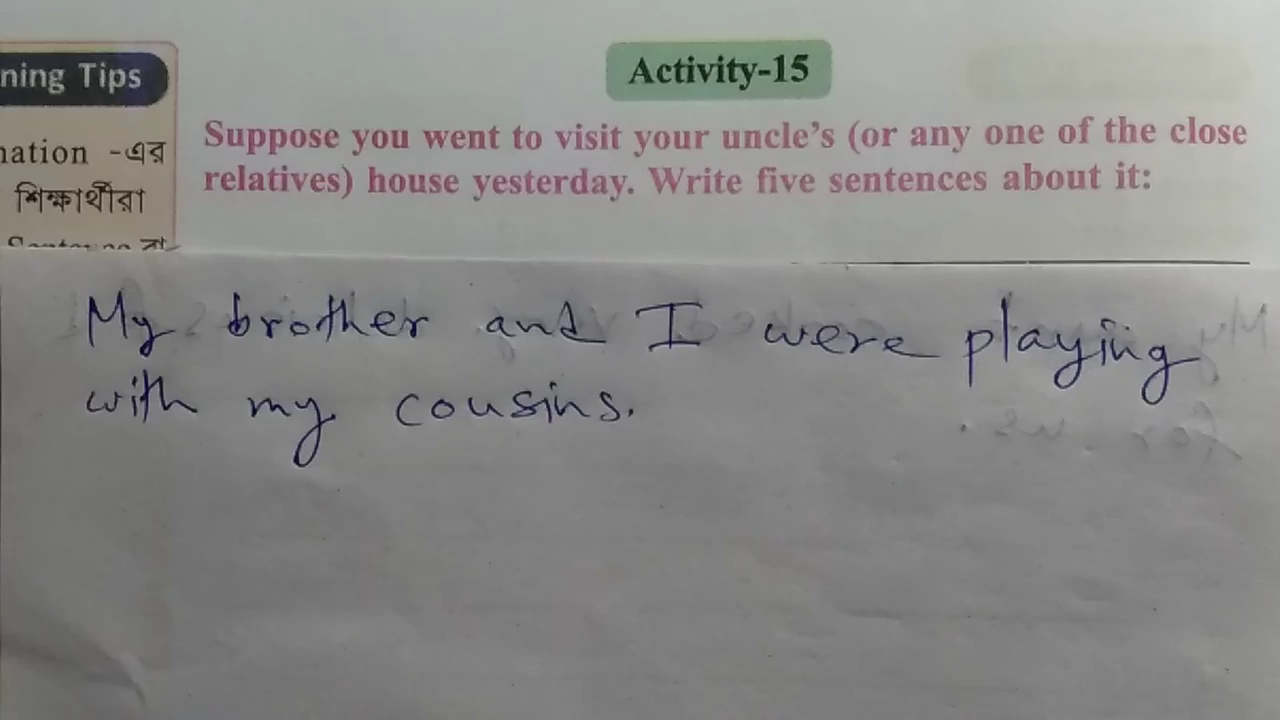 ning Tips
Activity-15
nation -এর
Suppose you went to visit your uncle's (or any one of the close
শিক্ষার্থীরা
relatives) house yesterday. Write five sentences about it:
My brother and I were playing
with my cousins.